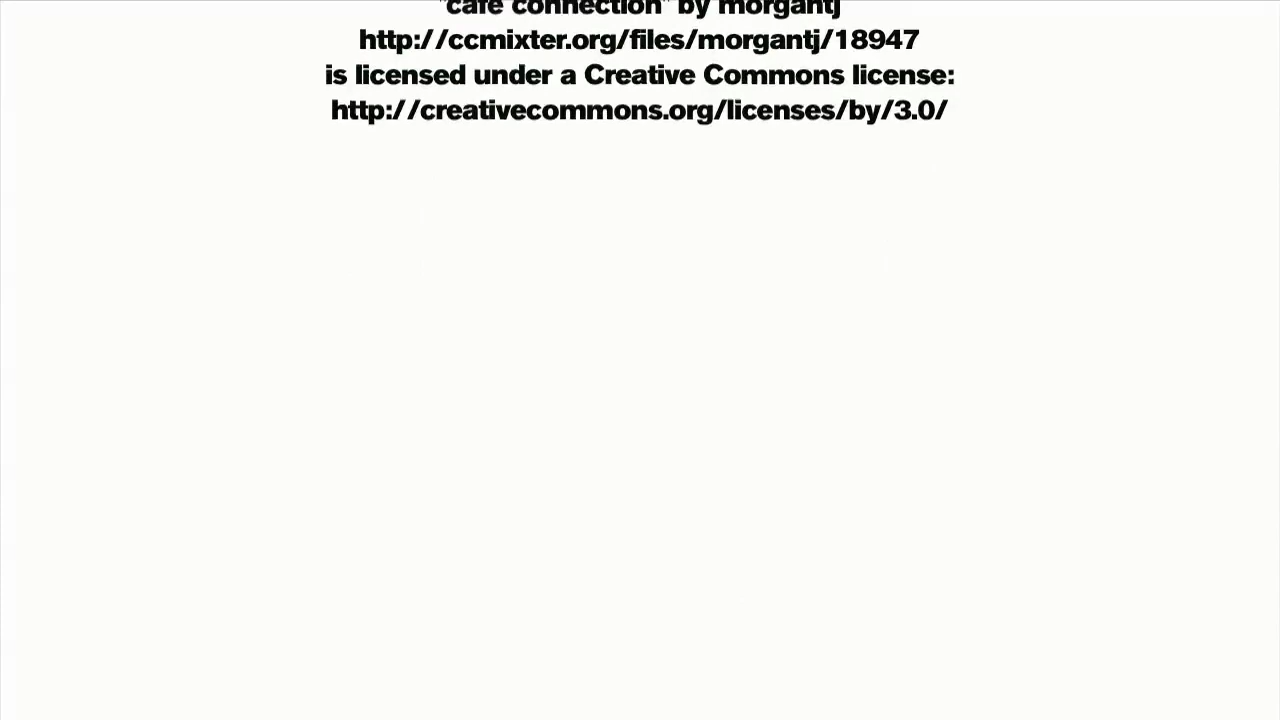 "cafe connection" by morgantj
http://ccmixter.org/files/morgantj/18947
is licensed under a Creative Commons license:
http://creativecommons.org/licenses/by/3.0/